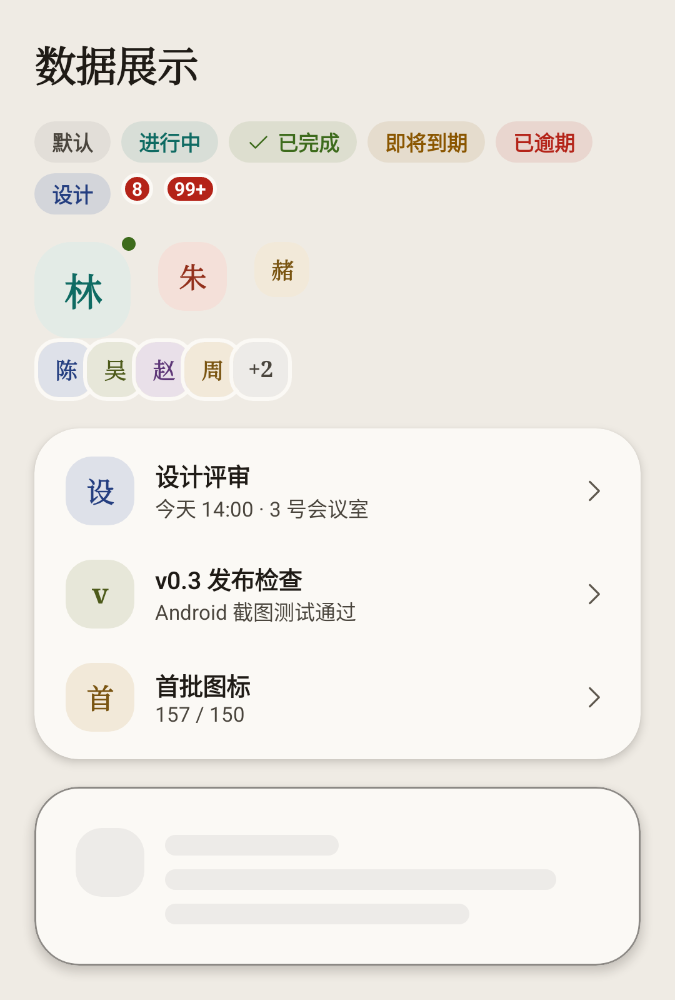 数据展示
默认 进行中 已完成 即将到期 已逾期
设计 8 99+
林 朱 赭
陈 吴 赵 周 +2
设 设计评审
今天 14:00 · 3 号会议室
v v0.3 发布检查
Android 截图测试通过
首 首批图标
157 / 150